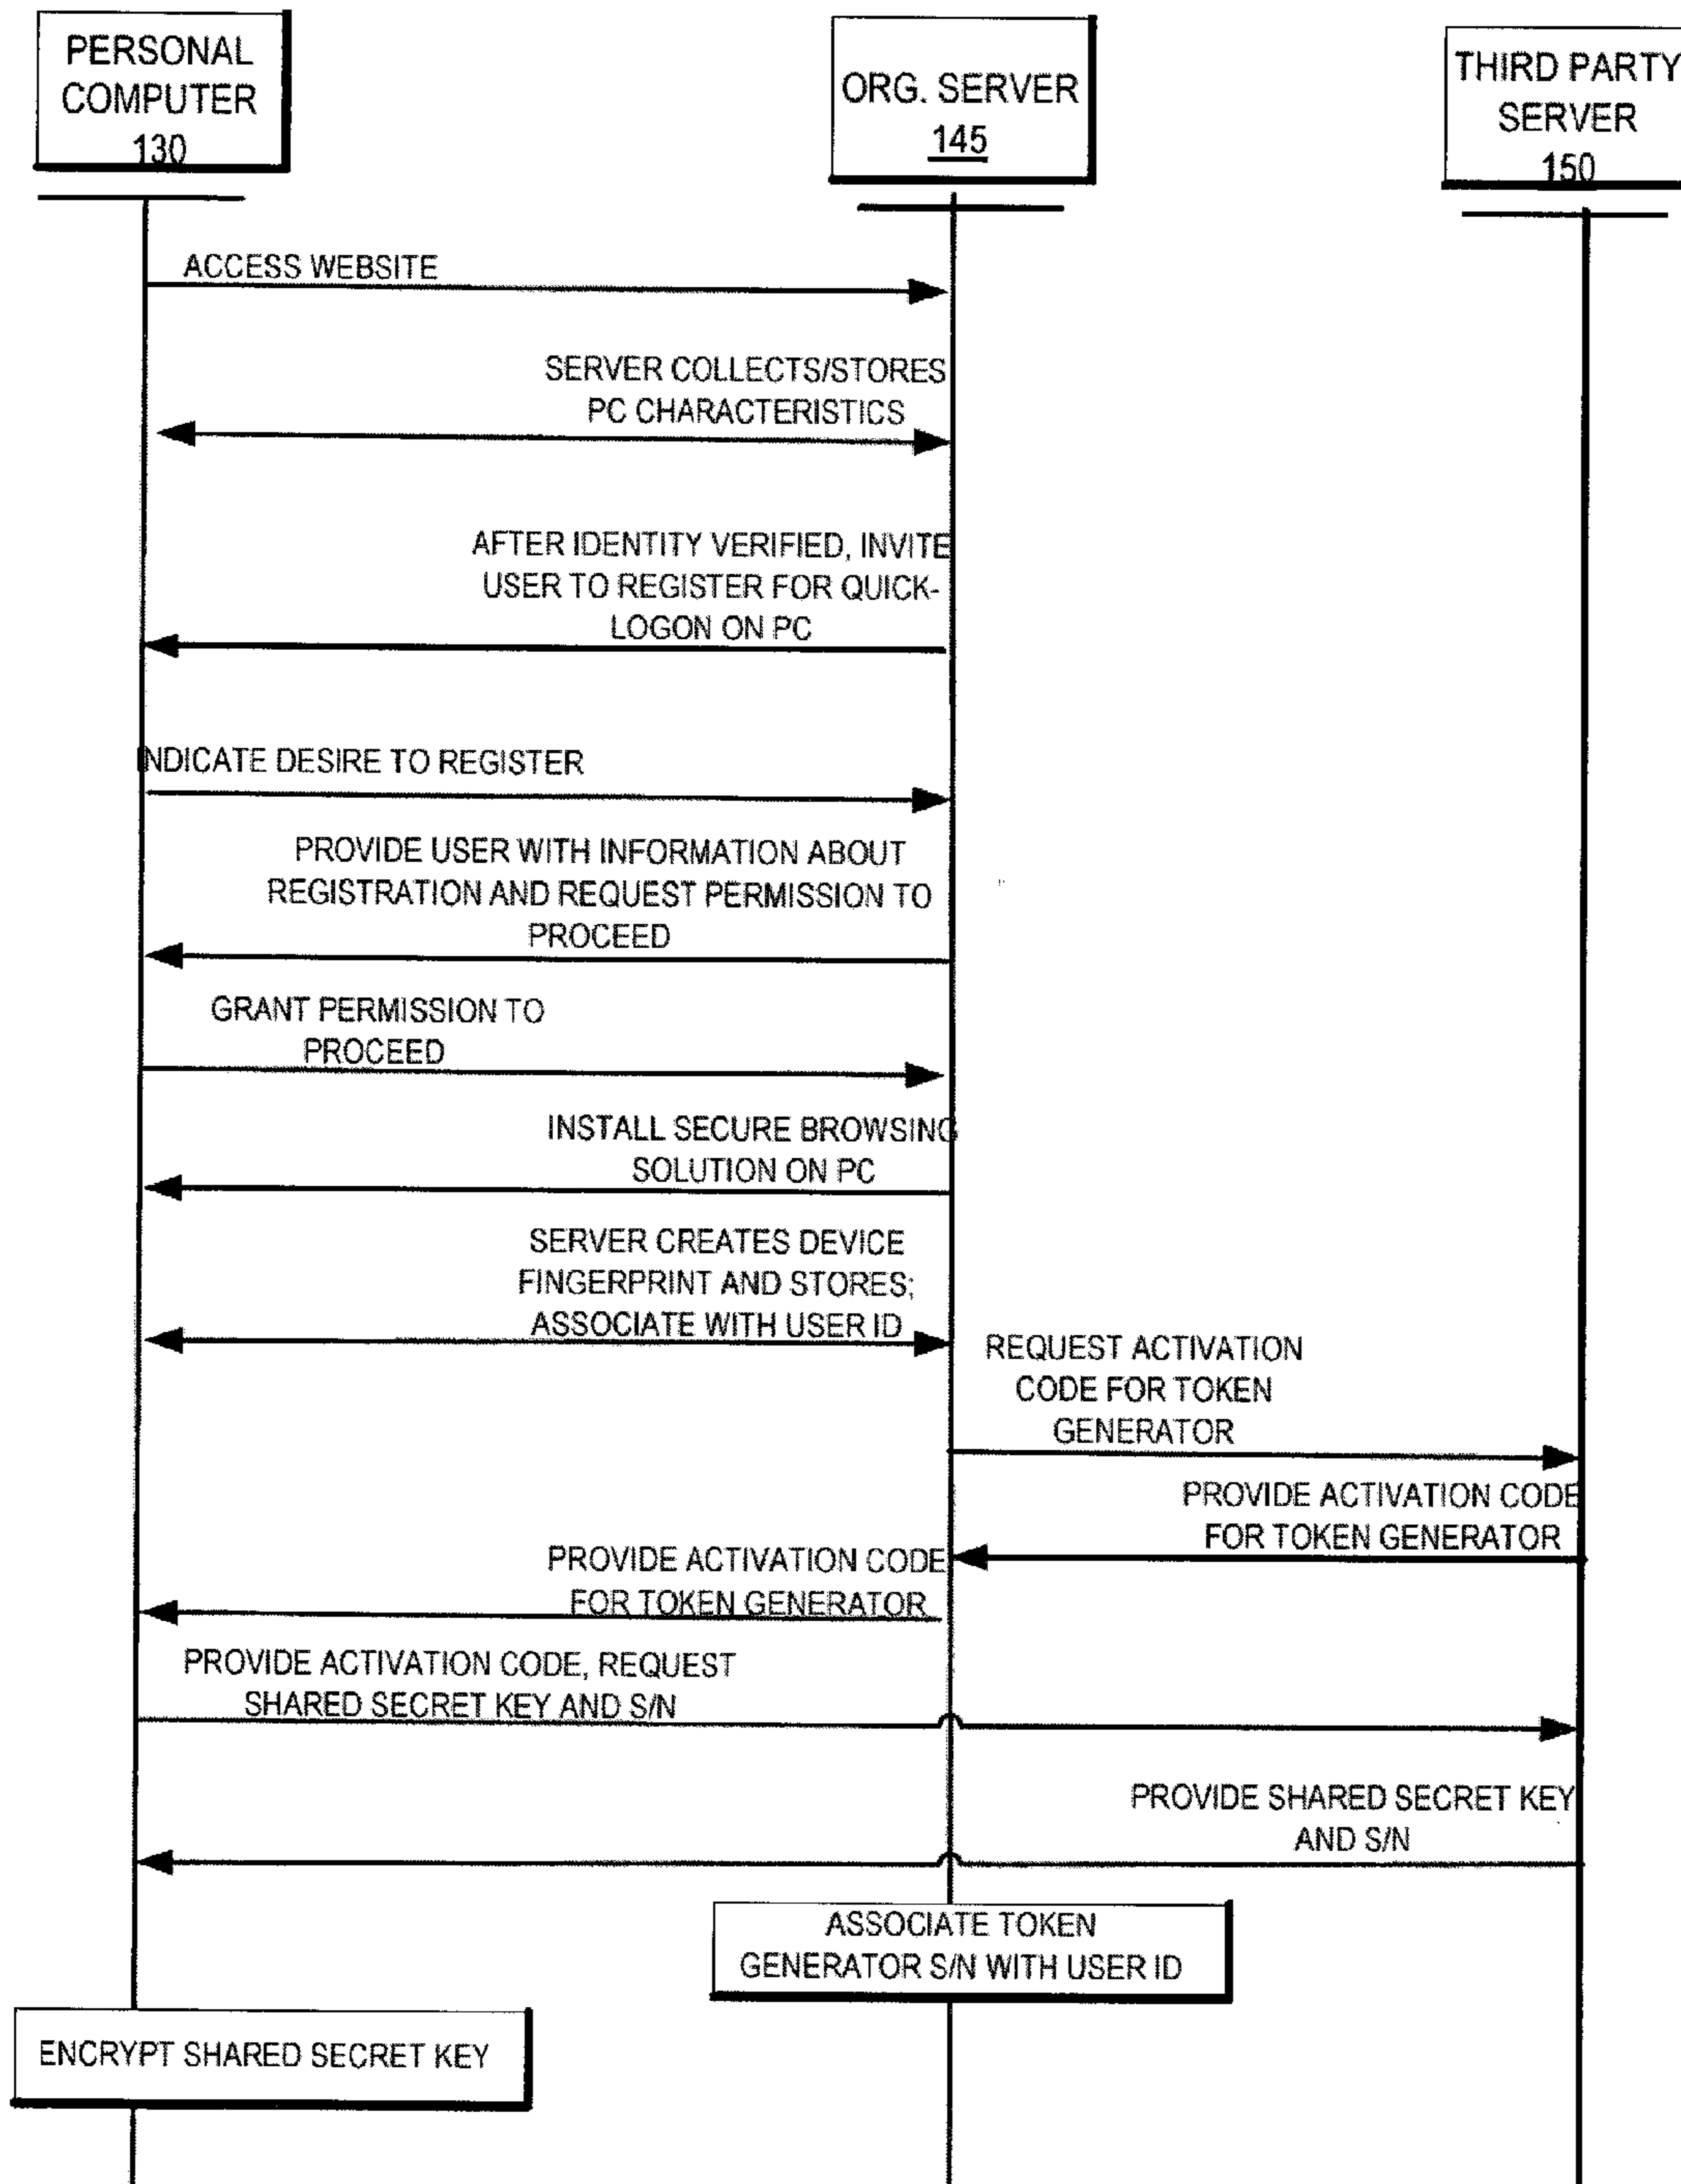 PERSONAL
COMPUTER
130
ORG. SERVER
145
THIRD PARTY
SERVER
150
ACCESS WEBSITE
SERVER COLLECTS/STORES
PC CHARACTERISTICS
AFTER IDENTITY VERIFIED, INVITE
USER TO REGISTER FOR QUICK-
LOGON ON PC
INDICATE DESIRE TO REGISTER
PROVIDE USER WITH INFORMATION ABOUT
REGISTRATION AND REQUEST PERMISSION TO
PROCEED
GRANT PERMISSION TO
PROCEED
INSTALL SECURE BROWSING
SOLUTION ON PC
SERVER CREATES DEVICE
FINGERPRINT AND STORES;
ASSOCIATE WITH USER ID
REQUEST ACTIVATION
CODE FOR TOKEN
GENERATOR
PROVIDE ACTIVATION CODE
FOR TOKEN GENERATOR
PROVIDE ACTIVATION CODE
FOR TOKEN GENERATOR
PROVIDE ACTIVATION CODE, REQUEST
SHARED SECRET KEY AND S/N
PROVIDE SHARED SECRET KEY
AND S/N
ASSOCIATE TOKEN
GENERATOR S/N WITH USER ID
ENCRYPT SHARED SECRET KEY